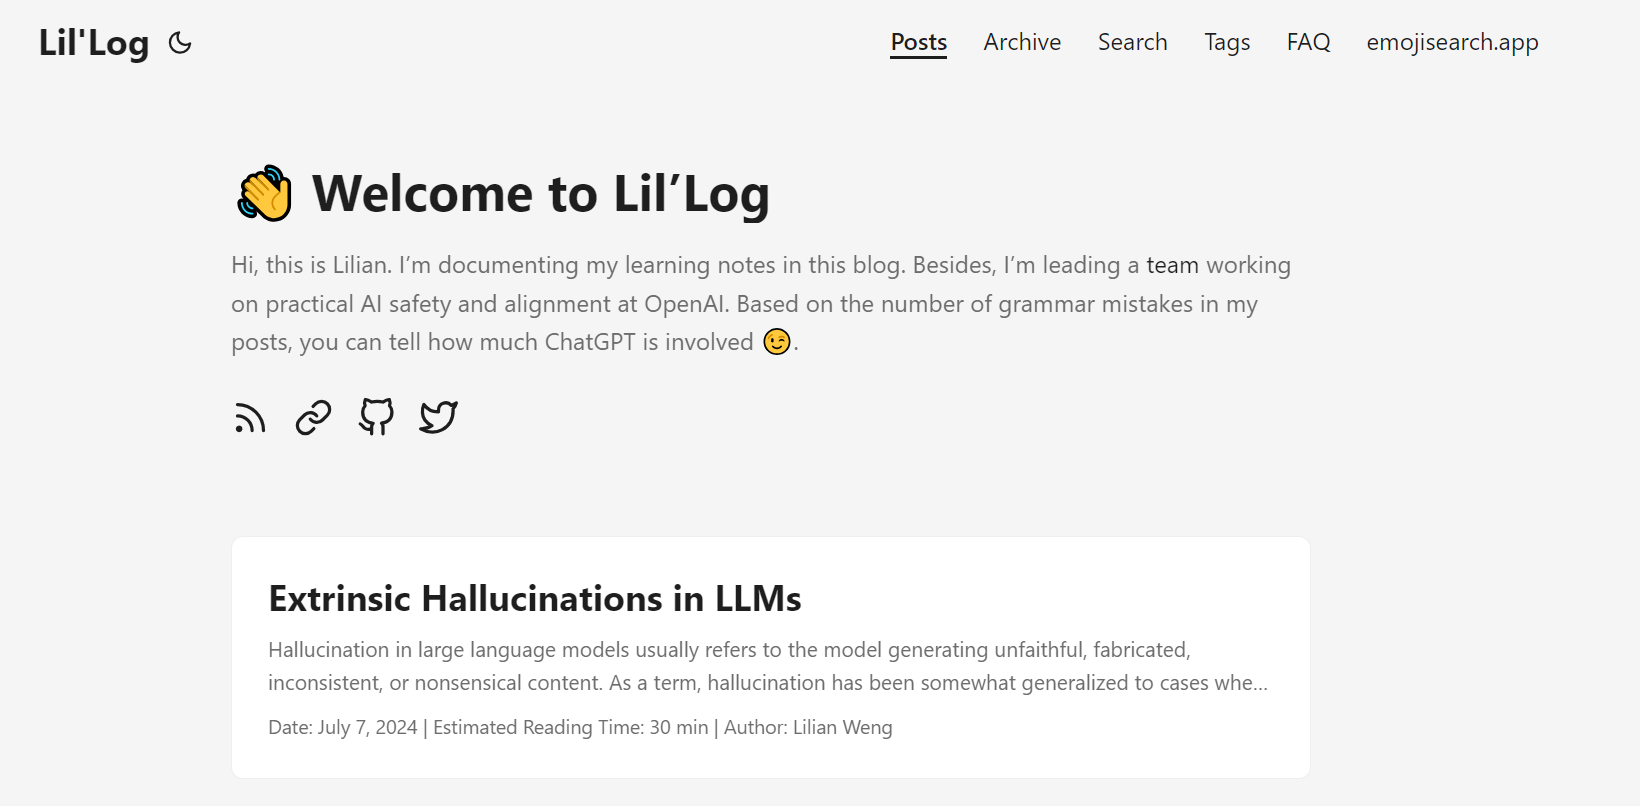 Lil'Log
Posts Archive Search Tags FAQ emojisearch.app
👋 Welcome to Lil’Log
Hi, this is Lilian. I’m documenting my learning notes in this blog. Besides, I’m leading a team working
on practical AI safety and alignment at OpenAI. Based on the number of grammar mistakes in my
posts, you can tell how much ChatGPT is involved 😉.
Extrinsic Hallucinations in LLMs
Hallucination in large language models usually refers to the model generating unfaithful, fabricated,
inconsistent, or nonsensical content. As a term, hallucination has been somewhat generalized to cases whe...
Date: July 7, 2024 | Estimated Reading Time: 30 min | Author: Lilian Weng